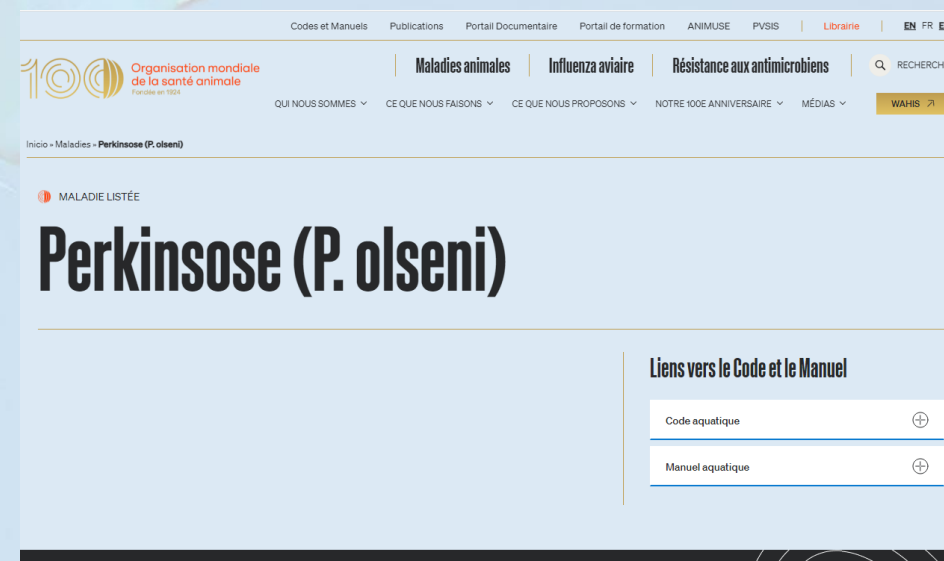 Codes et Manuels Publications Portail Documentaire Portail de formation ANIMUSE PVSIS Librairie EN FR
100 Organisation mondiale
de la santé animale
Fondée en 1924
Maladies animales Influenza aviaire Résistance aux antimicrobiens RECHERCH
QUI NOUS SOMMES CE QUE NOUS FAISONS CE QUE NOUS PROPOSONS NOTRE 100E ANNIVERSAIRE MÉDIAS WAHIS
Inicio » Maladies » Perkinsose (P. olseni)
MALADIE LISTÉE
Perkinsose (P. olseni)
Liens vers le Code et le Manuel
Code aquatique
Manuel aquatique